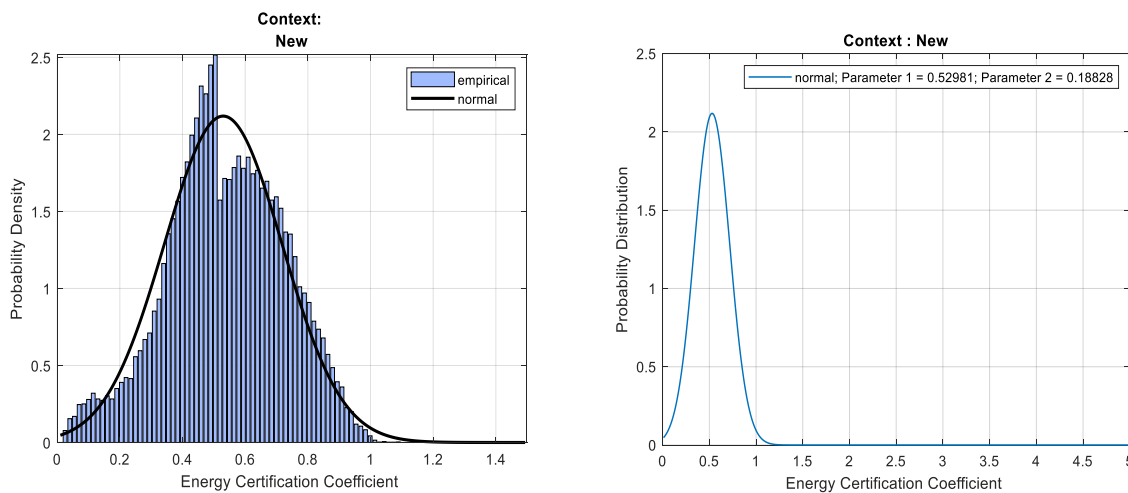 Context:
New
2.5
2
1.5
1
0.5
0
empirical
normal
Probability Density
0 0.2 0.4 0.6 0.8 1 1.2 1.4
Energy Certification Coefficient
Context : New
2.5
2
1.5
1
0.5
0
normal; Parameter 1 = 0.52981; Parameter 2 = 0.18828
Probability Distribution
0 0.5 1 1.5 2 2.5 3 3.5 4 4.5 5
Energy Certification Coefficient